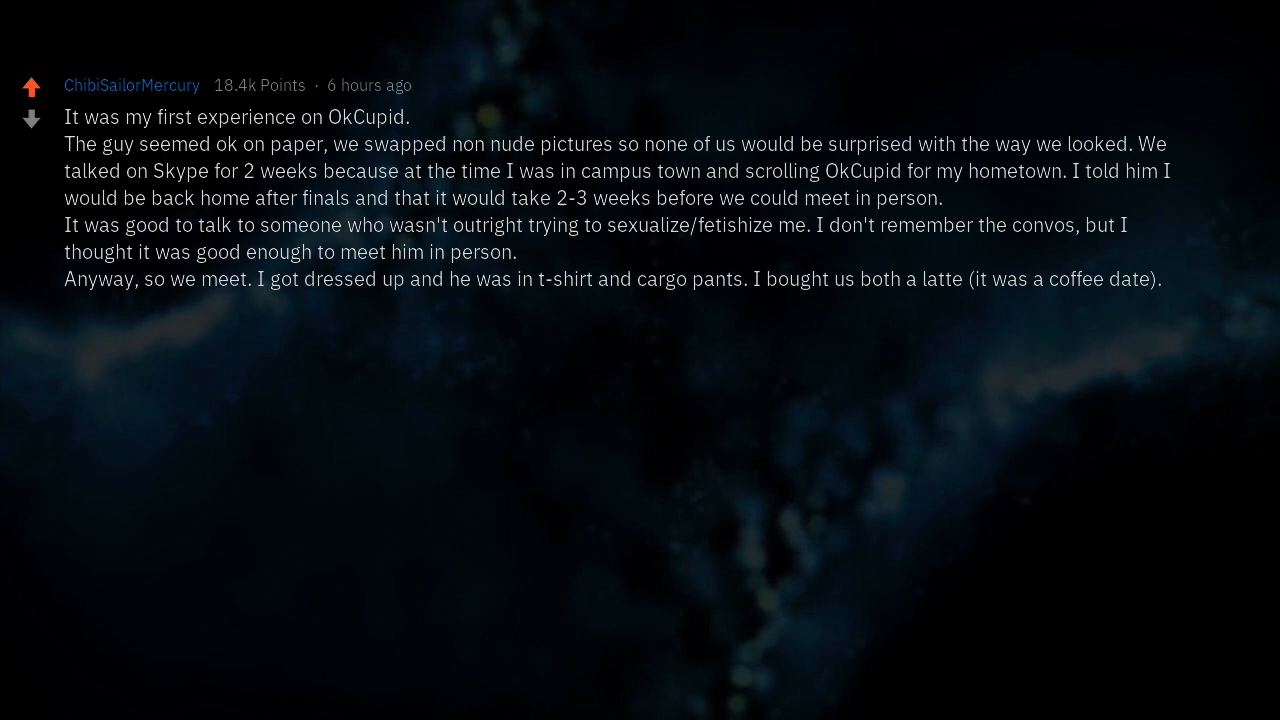 ChibiSailorMercury 18.4k Points · 6 hours ago
It was my first experience on OkCupid.
The guy seemed ok on paper, we swapped non nude pictures so none of us would be surprised with the way we looked. We
talked on Skype for 2 weeks because at the time I was in campus town and scrolling OkCupid for my hometown. I told him I
would be back home after finals and that it would take 2-3 weeks before we could meet in person.
It was good to talk to someone who wasn't outright trying to sexualize/fetishize me. I don't remember the convos, but I
thought it was good enough to meet him in person.
Anyway, so we meet. I got dressed up and he was in t-shirt and cargo pants. I bought us both a latte (it was a coffee date).